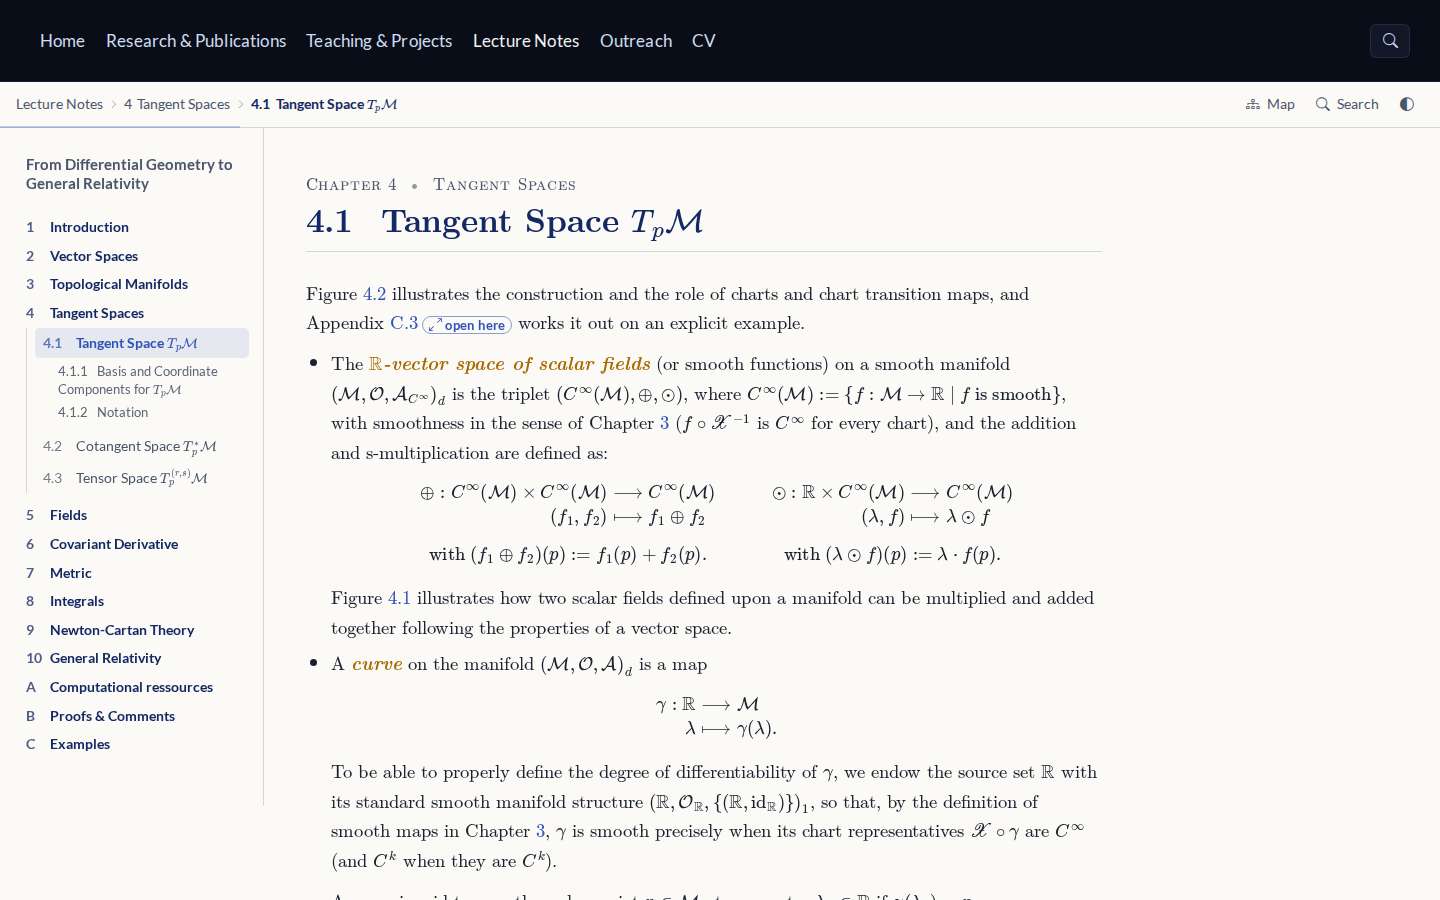 Home Research & Publications Teaching & Projects Lecture Notes Outreach CV
Lecture Notes > 4 Tangent Spaces > 4.1 Tangent Space TₚM
Map Search
From Differential Geometry to
General Relativity
1 Introduction
2 Vector Spaces
3 Topological Manifolds
4 Tangent Spaces
4.1 Tangent Space TₚM
4.1.1 Basis and Coordinate
Components for TₚM
4.1.2 Notation
4.2 Cotangent Space Tₚ*M
4.3 Tensor Space Tₚ^(r,s)M
5 Fields
6 Covariant Derivative
7 Metric
8 Integrals
9 Newton-Cartan Theory
10 General Relativity
A Computational ressources
B Proofs & Comments
C Examples
Chapter 4 • Tangent Spaces
4.1 Tangent Space TₚM
Figure 4.2 illustrates the construction and the role of charts and chart transition maps, and
Appendix C.3 open here works it out on an explicit example.
• The ℝ-vector space of scalar fields (or smooth functions) on a smooth manifold
(M, O, A_C^∞)_d is the triplet (C^∞(M), ⊕, ⊙), where C^∞(M) := {f : M → ℝ | f is smooth},
with smoothness in the sense of Chapter 3 (f ∘ 𝒳⁻¹ is C^∞ for every chart), and the addition
and s-multiplication are defined as:
⊕ : C^∞(M) × C^∞(M) ⟶ C^∞(M) ⊙ : ℝ × C^∞(M) ⟶ C^∞(M)
(f₁, f₂) ⟼ f₁ ⊕ f₂ (λ, f) ⟼ λ ⊙ f
with (f₁ ⊕ f₂)(p) := f₁(p) + f₂(p). with (λ ⊙ f)(p) := λ · f(p).
Figure 4.1 illustrates how two scalar fields defined upon a manifold can be multiplied and added
together following the properties of a vector space.
• A curve on the manifold (M, O, A)_d is a map
γ : ℝ ⟶ M
λ ⟼ γ(λ).
To be able to properly define the degree of differentiability of γ, we endow the source set ℝ with
its standard smooth manifold structure (ℝ, O_ℝ, {(ℝ, id_ℝ)})₁, so that, by the definition of
smooth maps in Chapter 3, γ is smooth precisely when its chart representatives 𝒳 ∘ γ are C^∞
(and C^k when they are C^k).